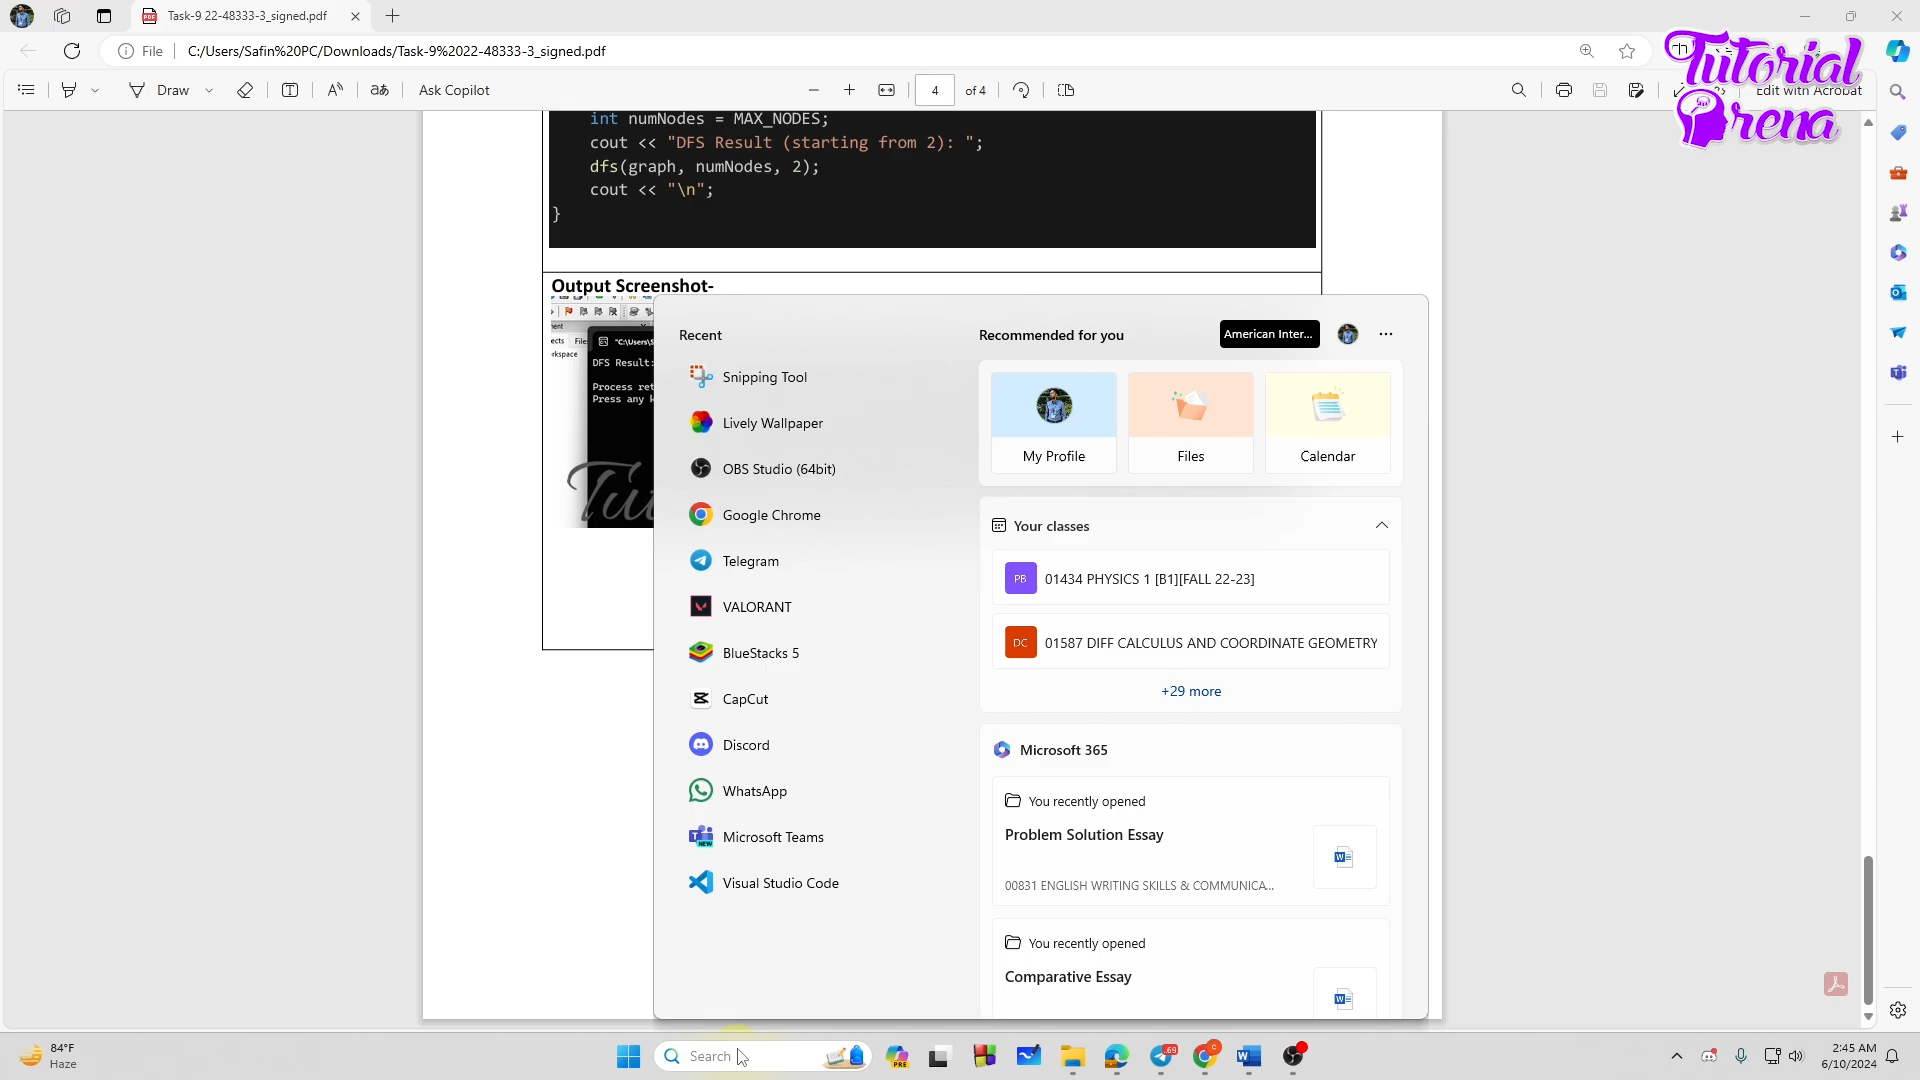 Task-9 22-48333-3_signed.pdf
File
C:/Users/Safin%20PC/Downloads/Task-9%2022-48333-3_signed.pdf
Tutorial
Arena
Draw
Ask Copilot
4
of 4
Edit with Acrobat
int numNodes = MAX_NODES;
cout << "DFS Result (starting from 2): ";
dfs(graph, numNodes, 2);
cout << "\n";
}
Output Screenshot-
File
"C:\Users\S
DFS Result:
Process ret
Press any k
Tut
Recent
Snipping Tool
Lively Wallpaper
OBS Studio (64bit)
Google Chrome
Telegram
VALORANT
BlueStacks 5
CapCut
Discord
WhatsApp
Microsoft Teams
Visual Studio Code
Recommended for you
American Inter...
My Profile
Files
Calendar
Your classes
PB
01434 PHYSICS 1 [B1][FALL 22-23]
DC
01587 DIFF CALCULUS AND COORDINATE GEOMETRY
+29 more
Microsoft 365
You recently opened
Problem Solution Essay
00831 ENGLISH WRITING SKILLS & COMMUNICA...
You recently opened
Comparative Essay
84°F
Haze
Search
PRE
69
2:45 AM
6/10/2024